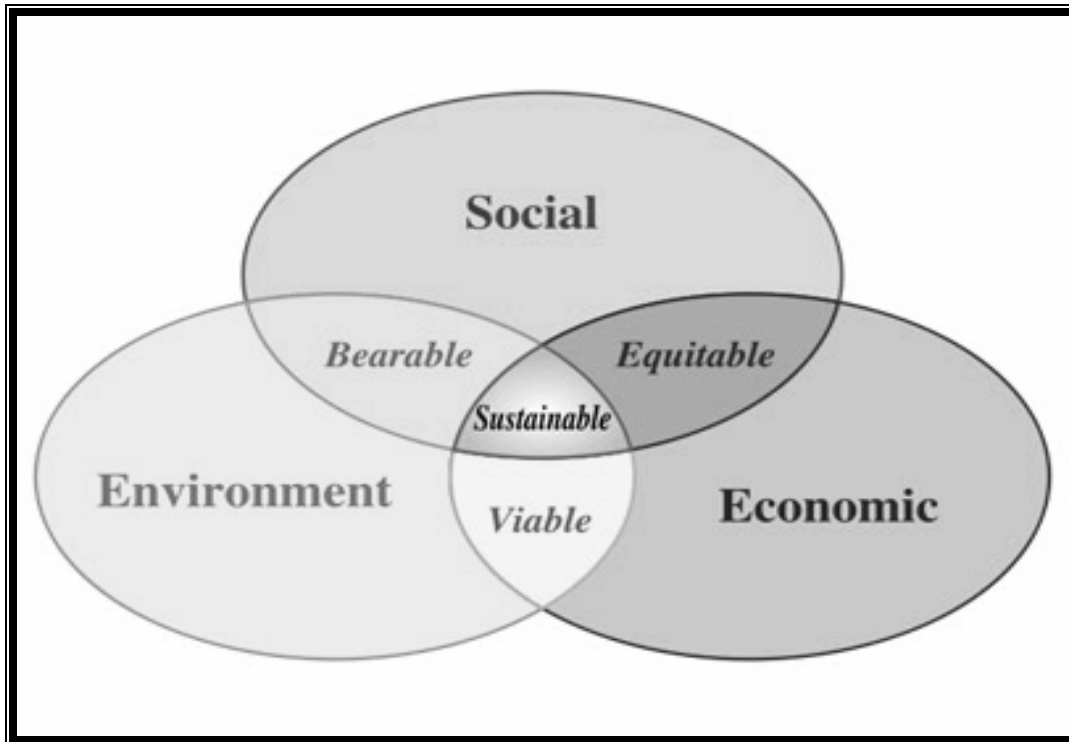 Social
Bearable
Equitable
Sustainable
Environment
Viable
Economic